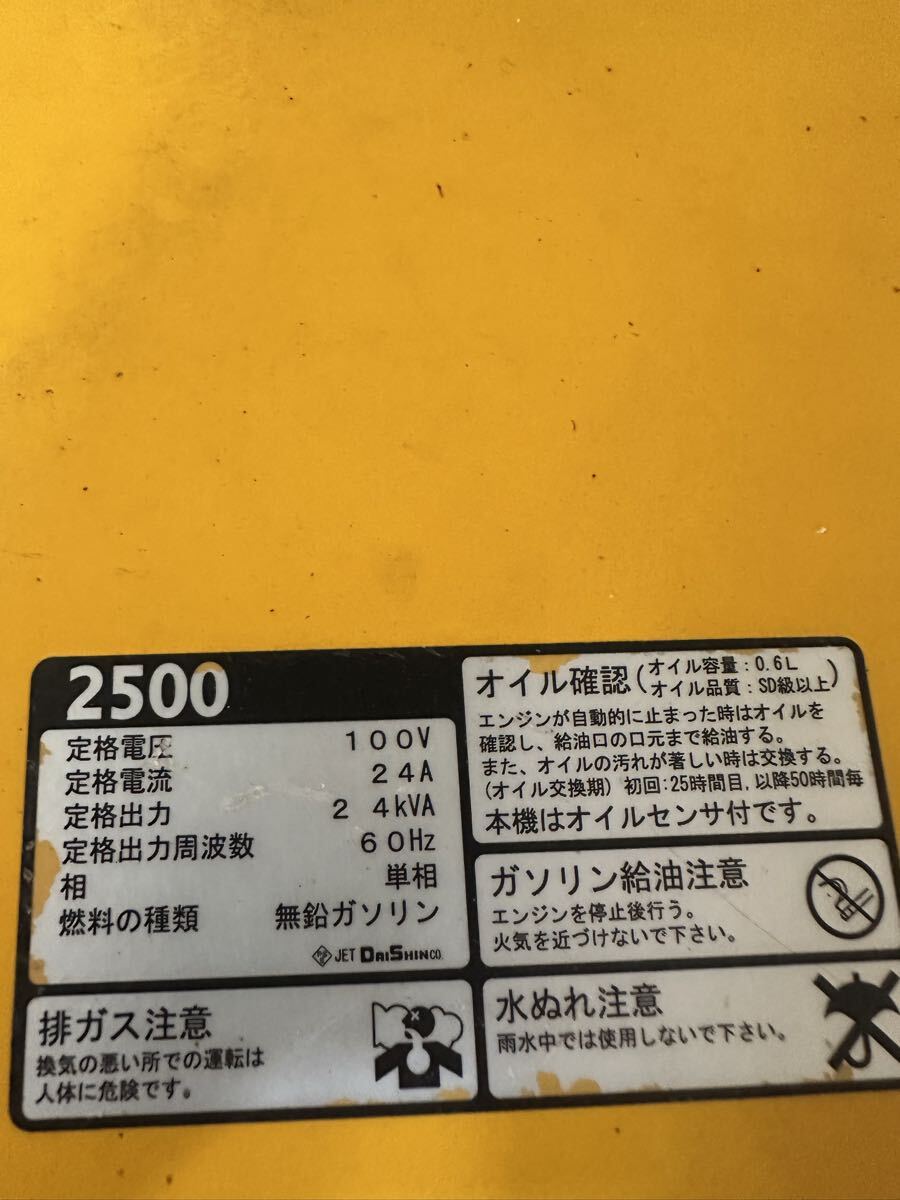 2500
定格電圧 100V
定格電流 24A
定格出力 2 4kVA
定格出力周波数 60Hz
相 単相
燃料の種類 無鉛ガソリン
JET DAISHIN CO.
排ガス注意
換気の悪い所での運転は
人体に危険です。
オイル確認(オイル容量:0.6L
オイル品質:SD級以上)
エンジンが自動的に止まった時はオイルを
確認し、給油口の口元まで給油する。
また、オイルの汚れが著しい時は交換する。
(オイル交換期) 初回:25時間目,以降50時間毎
本機はオイルセンサ付です。
ガソリン給油注意
エンジンを停止後行う。
火気を近づけないで下さい。
水ぬれ注意
雨水中では使用しないで下さい。